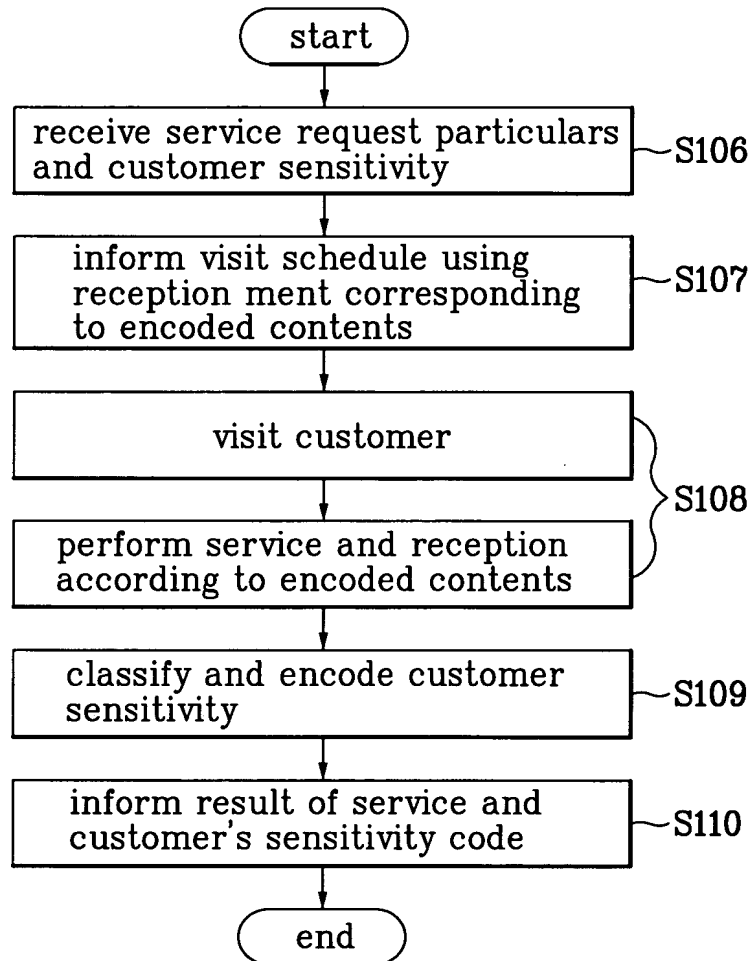 start
receive service request particulars
and customer sensitivity
S106
inform visit schedule using
reception ment corresponding
to encoded contents
S107
visit customer
S108
perform service and reception
according to encoded contents
classify and encode customer
sensitivity
S109
inform result of service and
customer's sensitivity code
S110
end